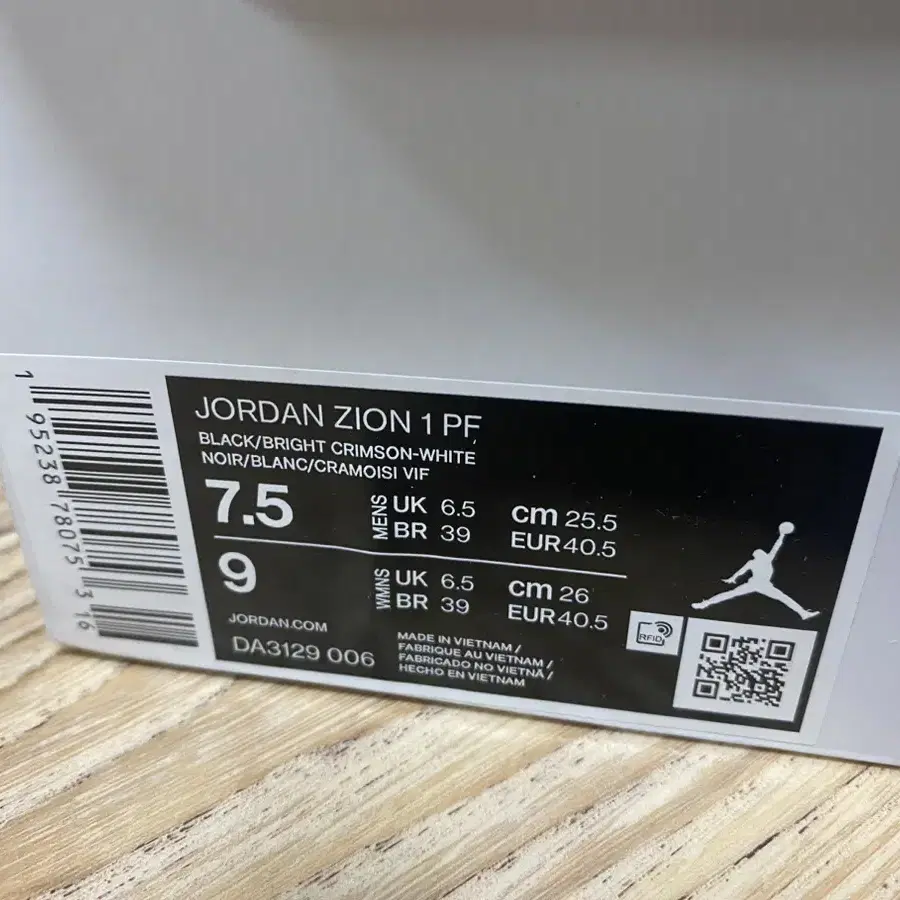 1 95238 78075 3 16
JORDAN ZION 1 PF
BLACK/BRIGHT CRIMSON-WHITE
NOIR/BLANC/CRAMOISI VIF
7.5 MENS UK 6.5 cm 25.5
BR 39 EUR 40.5
9 WMNS UK 6.5 cm 26
BR 39 EUR 40.5
JORDAN.COM
DA3129 006
MADE IN VIETNAM /
FABRIQUE AU VIETNAM /
FABRICADO NO VIETNÃ /
HECHO EN VIETNAM
RFID